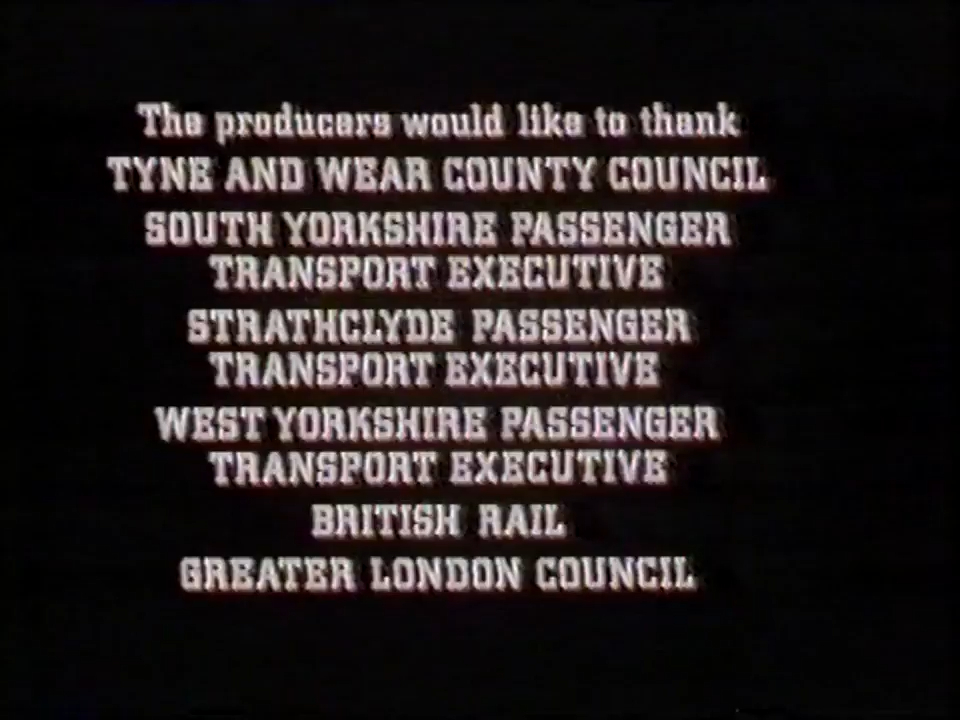 The producers would like to thank
TYNE AND WEAR COUNTY COUNCIL
SOUTH YORKSHIRE PASSENGER
TRANSPORT EXECUTIVE
STRATHCLYDE PASSENGER
TRANSPORT EXECUTIVE
WEST YORKSHIRE PASSENGER
TRANSPORT EXECUTIVE
BRITISH RAIL
GREATER LONDON COUNCIL